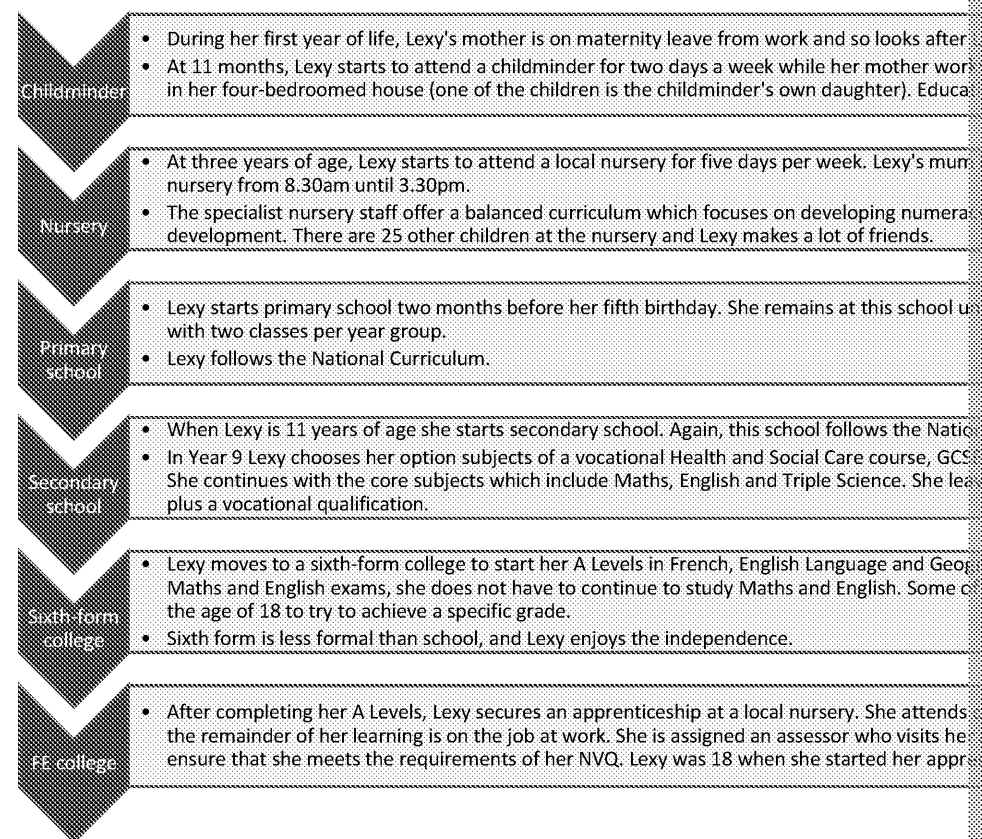 Childminder
• During her first year of life, Lexy's mother is on maternity leave from work and so looks after
• At 11 months, Lexy starts to attend a childminder for two days a week while her mother
in her four-bedroomed house (one of the children is the childminder's own daughter).
Nursery
• At three years of age, Lexy starts to attend a local nursery for five days per week. Lexy's mum
nursery from 8.30am until 3.30pm.
• The specialist nursery staff offer a balanced curriculum which focuses on developing
development. There are 25 other children at the nursery and Lexy makes a lot of friends.
Primary
school
• Lexy starts primary school two months before her fifth birthday. She remains at this school
with two classes per year group.
• Lexy follows the National Curriculum.
Secondary
school
• When Lexy is 11 years of age she starts secondary school. Again, this school follows the
• In Year 9 Lexy chooses her option subjects of a vocational Health and Social Care course,
She continues with the core subjects which include Maths, English and Triple Science. She
plus a vocational qualification.
Sixth-form
college
• Lexy moves to a sixth-form college to start her A Levels in French, English Language and
Maths and English exams, she does not have to continue to study Maths and English. Some
the age of 18 to try to achieve a specific grade.
• Sixth form is less formal than school, and Lexy enjoys the independence.
FE college
• After completing her A Levels, Lexy secures an apprenticeship at a local nursery. She attends
the remainder of her learning is on the job at work. She is assigned an assessor who visits
ensure that she meets the requirements of her NVQ. Lexy was 18 when she started her